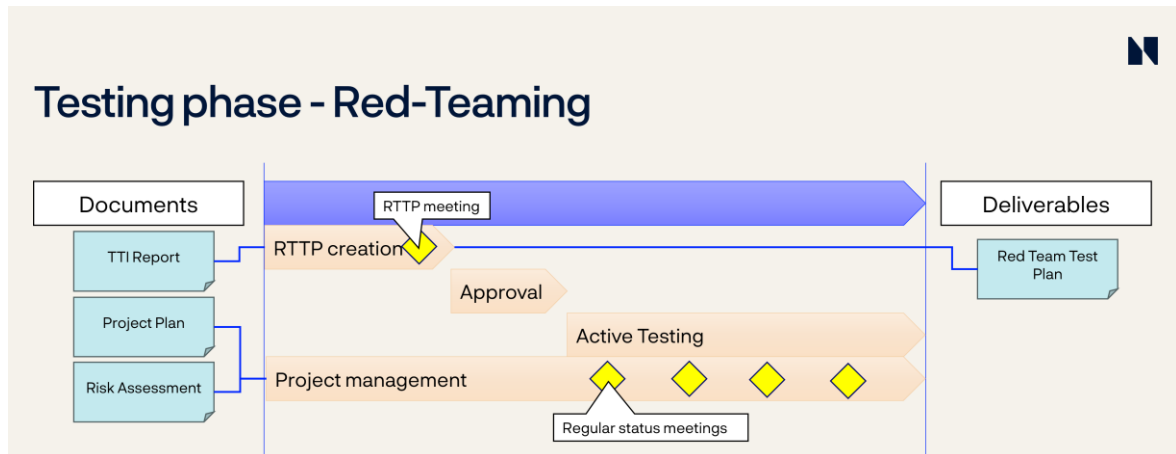 Testing phase - Red-Teaming
Documents
RTTP meeting
Deliverables
TTI Report
RTTP creation
Red Team Test
Plan
Approval
Project Plan
Active Testing
Risk Assessment
Project management
Regular status meetings